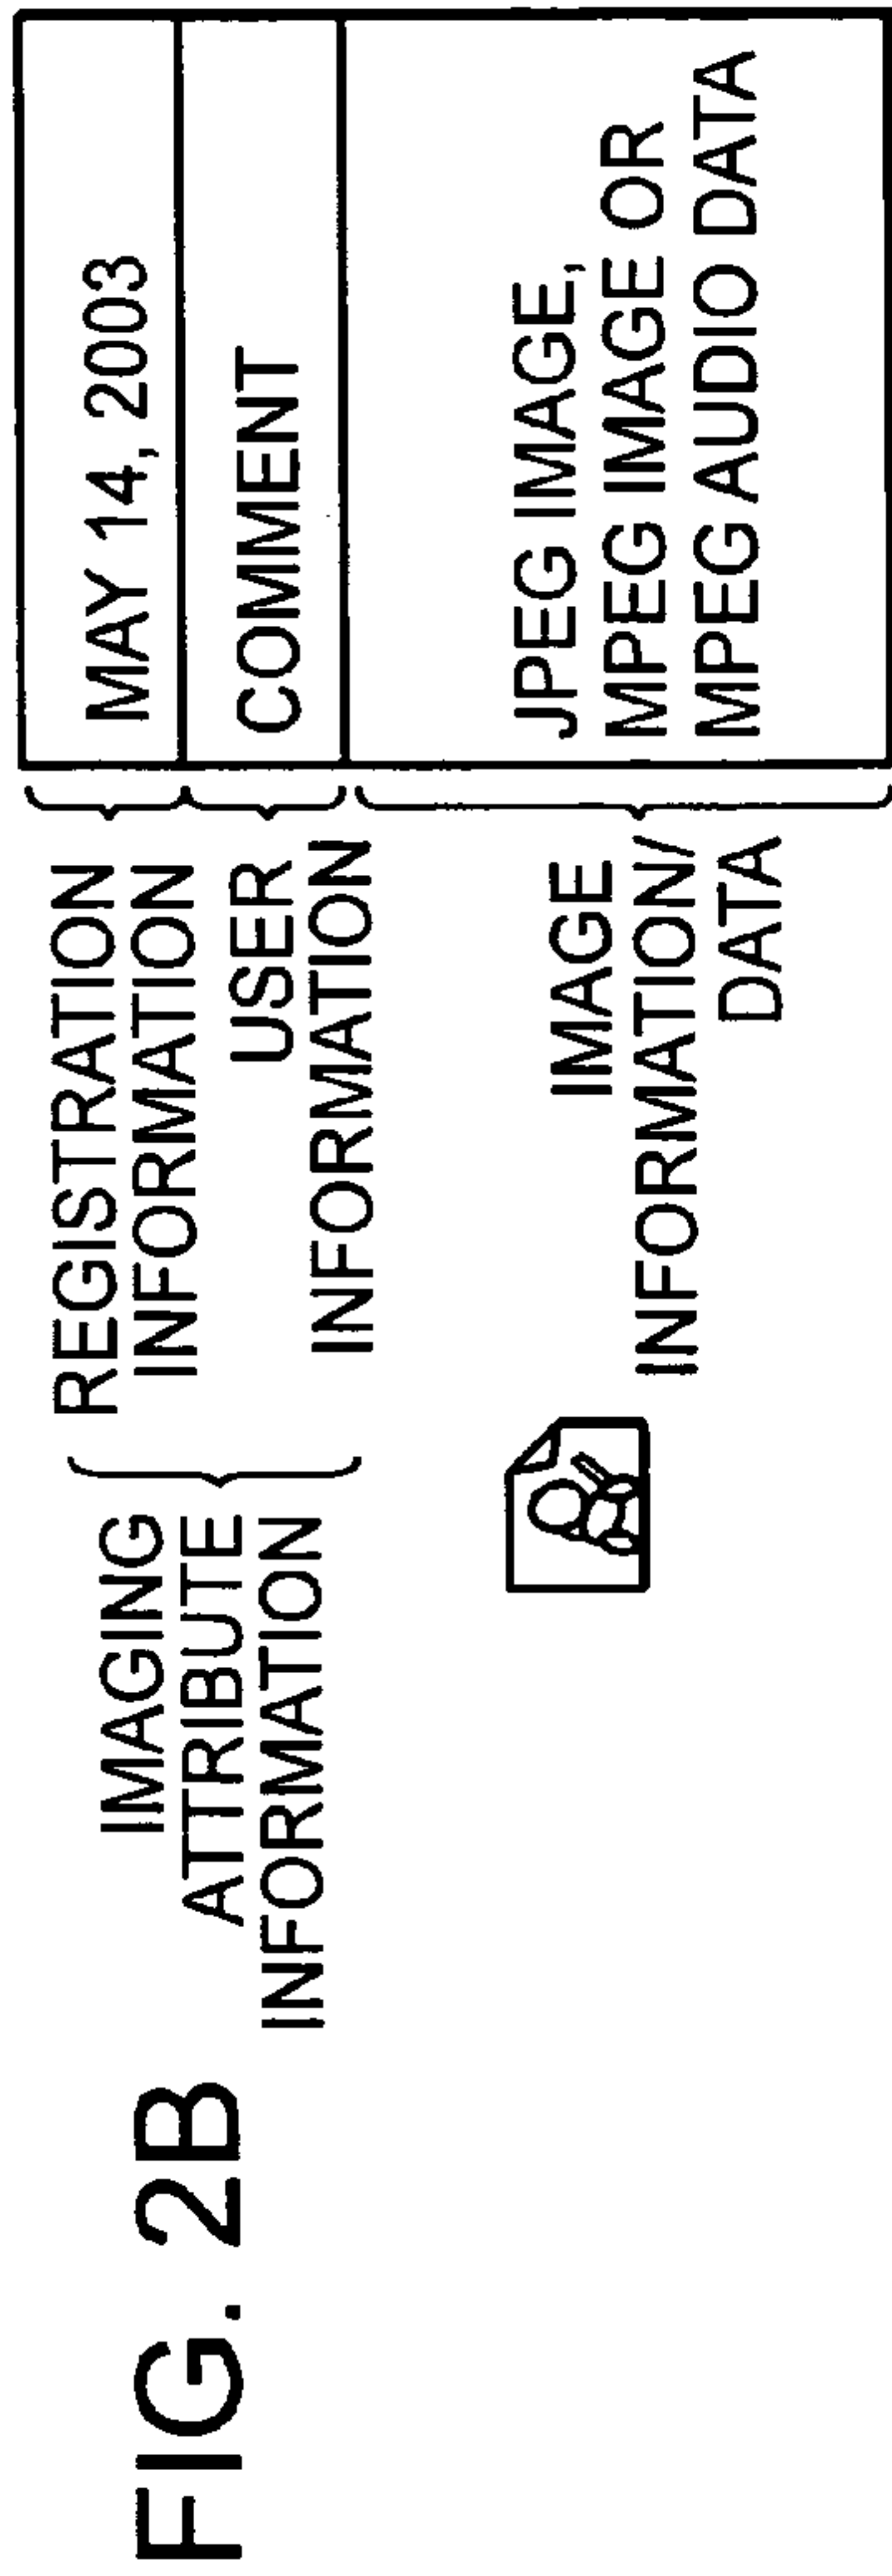 FIG. 2B
IMAGING
ATTRIBUTE
INFORMATION
REGISTRATION
INFORMATION
USER
INFORMATION
MAY 14, 2003
COMMENT
IMAGE
INFORMATION/
DATA
JPEG IMAGE,
MPEG IMAGE OR
MPEG AUDIO DATA